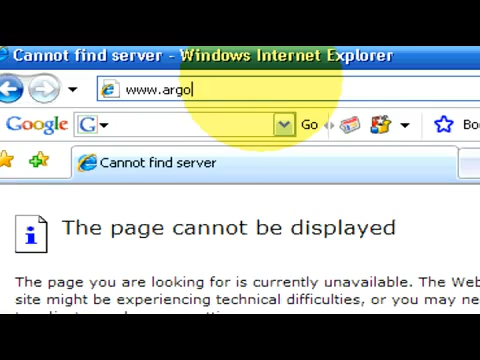 Cannot find server - Windows Internet Explorer
www.argo
Google G Go Boo
Cannot find server
The page cannot be displayed
The page you are looking for is currently unavailable. The Web
site might be experiencing technical difficulties, or you may ne